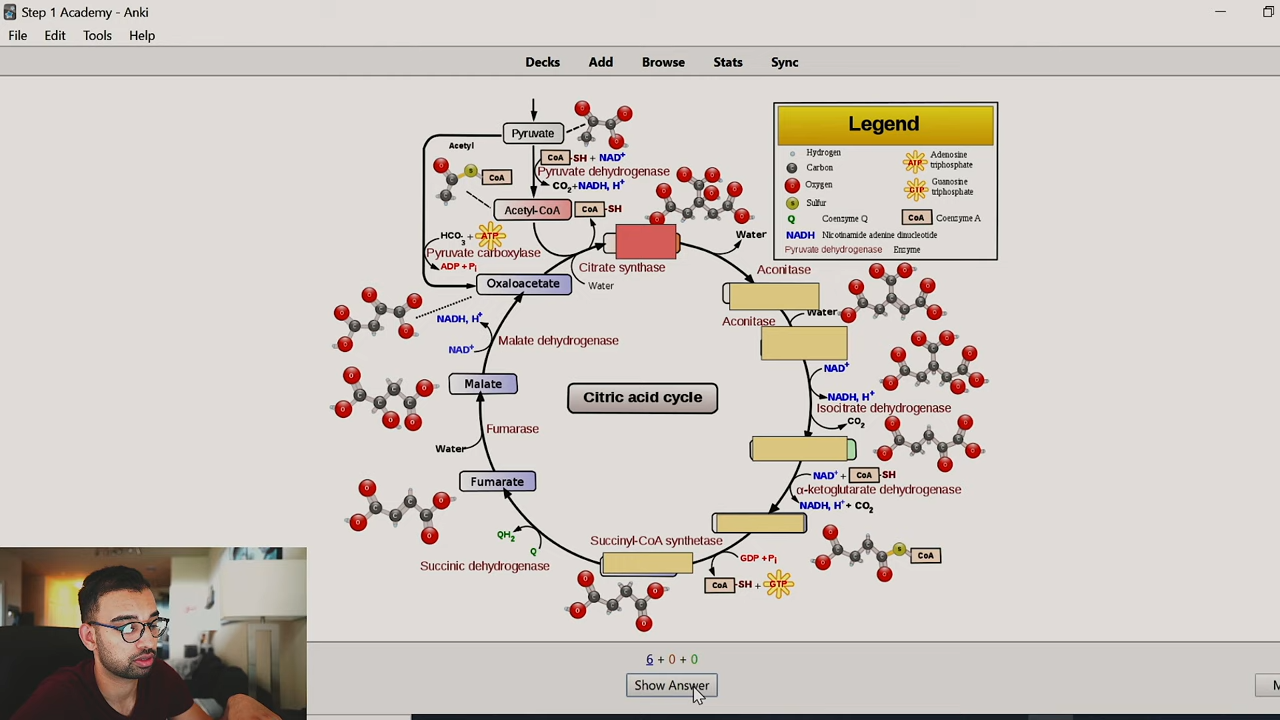 Step 1 Academy - Anki
File Edit Tools Help
Decks Add Browse Stats Sync
Pyruvate
Acetyl
CoA -SH + NAD+
Pyruvate dehydrogenase
CO2+NADH, H+
S CoA
Acetyl-CoA
CoA -SH
HCO3- + ATP
Pyruvate carboxylase
ADP + Pi
Citrate synthase
Water
Oxaloacetate
Water
Aconitase
Aconitase
Water
NAD+
NADH, H+
Isocitrate dehydrogenase
CO2
NAD+ + CoA -SH
α-ketoglutarate dehydrogenase
NADH, H+ + CO2
S CoA
Succinyl-CoA synthetase
GDP + Pi
CoA -SH + GTP
QH2
Q
Succinic dehydrogenase
Fumarate
Water
Fumarase
Malate
NADH, H+
NAD+
Malate dehydrogenase
Citric acid cycle
Legend
Hydrogen
Carbon
Oxygen
S Sulfur
Q Coenzyme Q
NADH Nicotinamide adenine dinucleotide
Pyruvate dehydrogenase Enzyme
ATP Adenosine
triphosphate
GTP Guanosine
triphosphate
CoA Coenzyme A
6 + 0 + 0
Show Answer
M